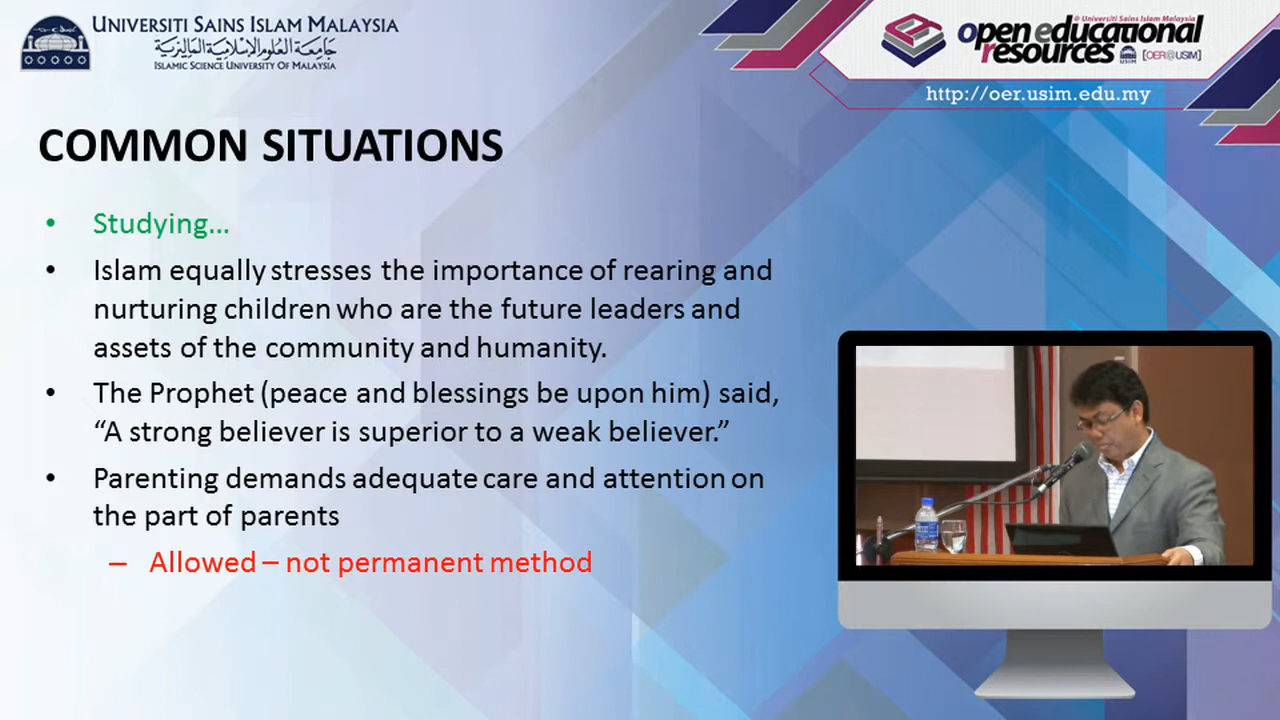 UNIVERSITI SAINS ISLAM MALAYSIA
جامعة العلوم الإسلامية الماليزية
ISLAMIC SCIENCE UNIVERSITY OF MALAYSIA
@ Universiti Sains Islam Malaysia
open educational
resources
USIM
[OER@USIM]
http://oer.usim.edu.my
COMMON SITUATIONS
• Studying...
• Islam equally stresses the importance of rearing and
nurturing children who are the future leaders and
assets of the community and humanity.
• The Prophet (peace and blessings be upon him) said,
“A strong believer is superior to a weak believer.”
• Parenting demands adequate care and attention on
the part of parents
– Allowed – not permanent method